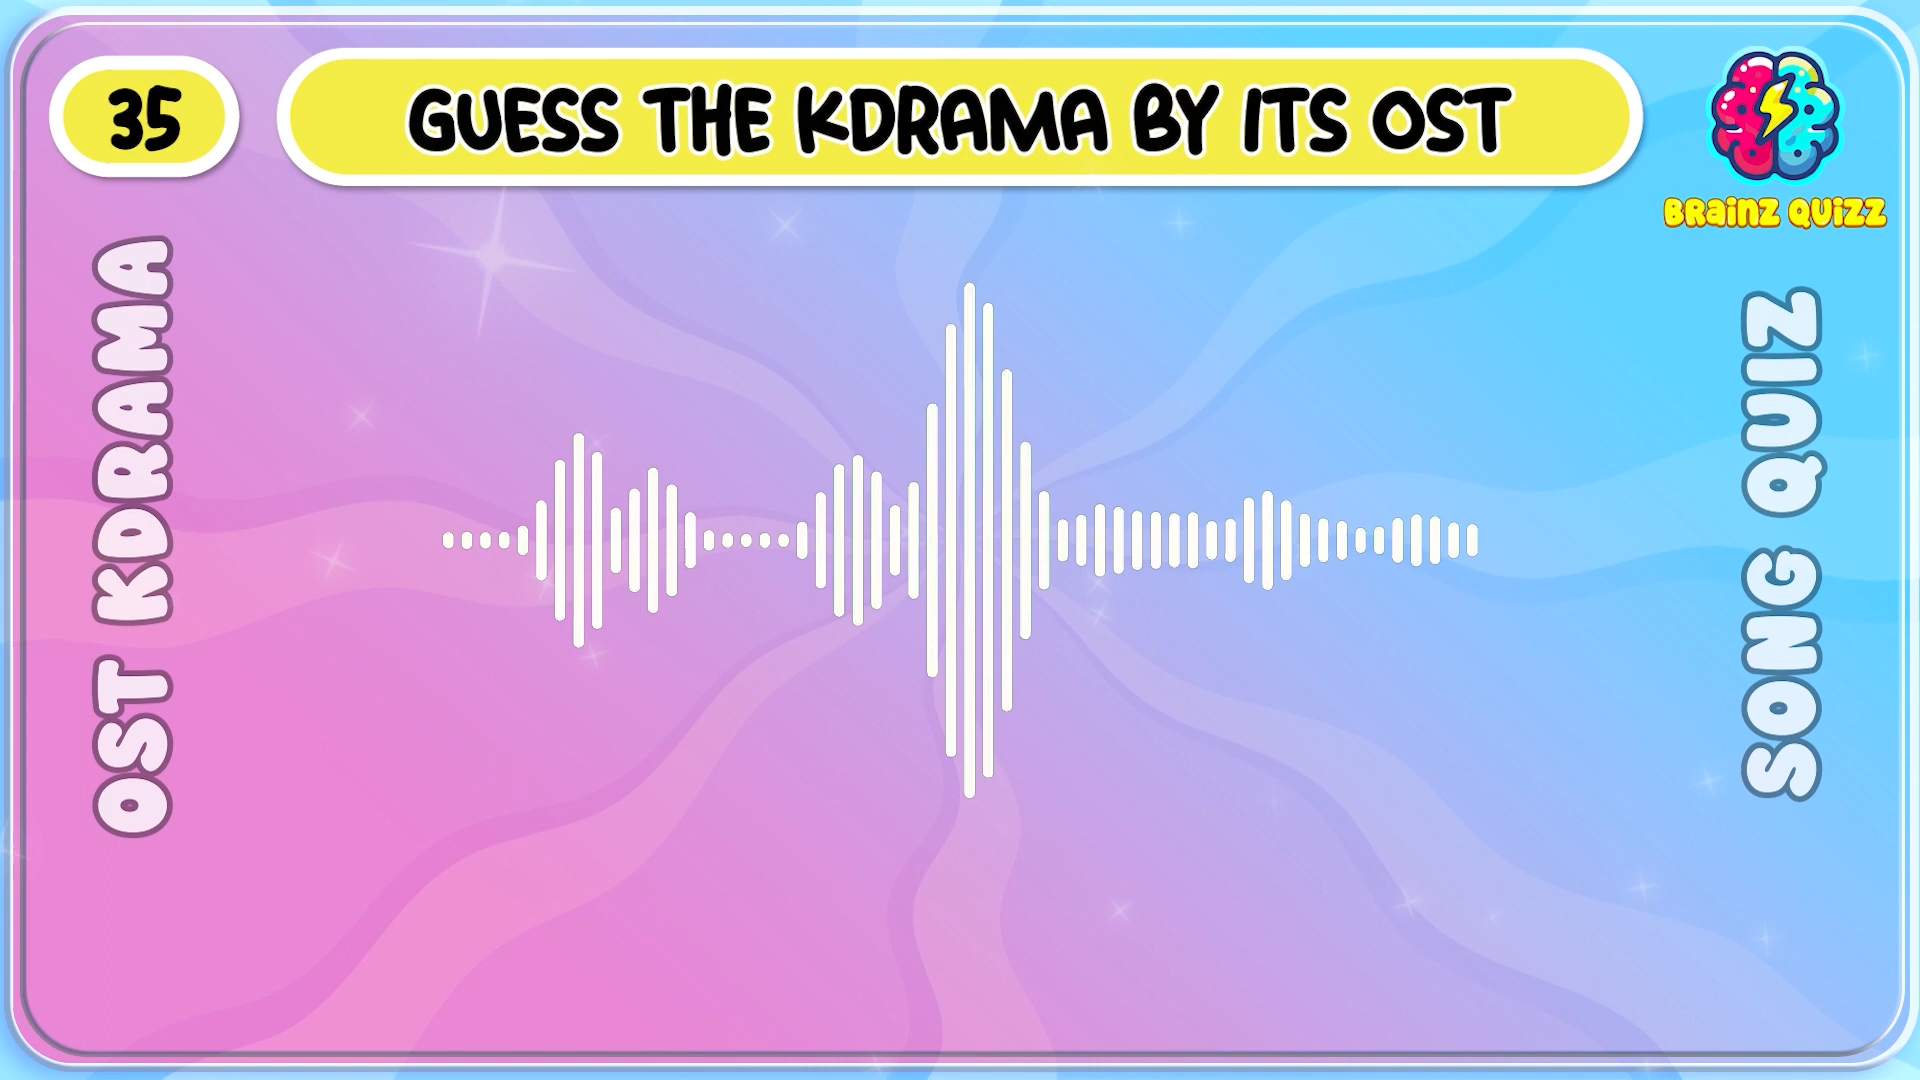 35
GUESS THE KDRAMA BY ITS OST
BRAINZ QUIZZ
OST KDRAMA
SONG QUIZ